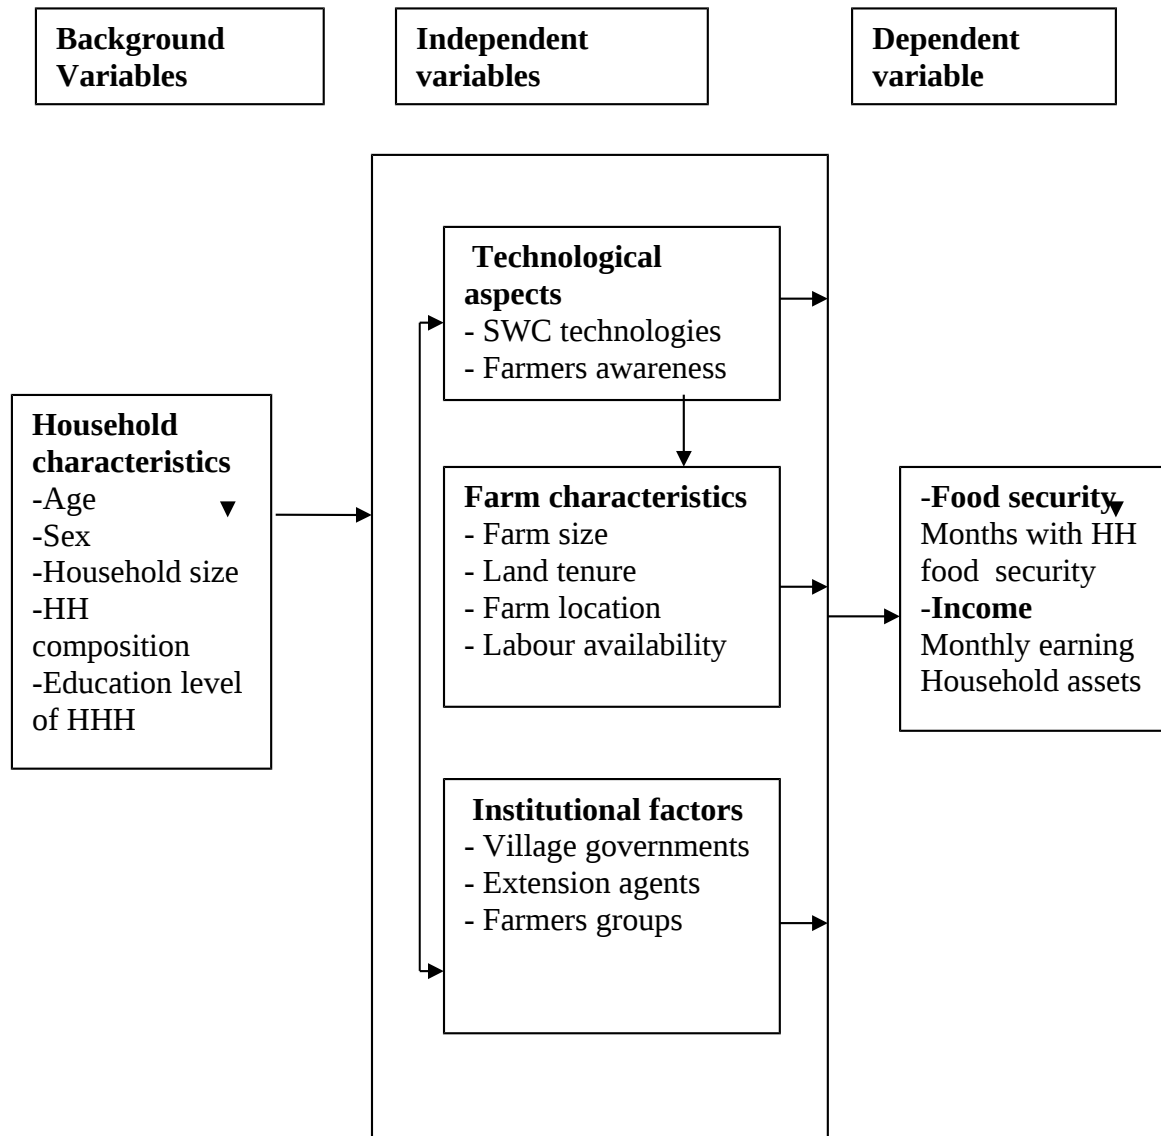 Background
Variables
Independent
variables
Dependent
variable
Household
characteristics
-Age
-Sex
-Household size
-HH
composition
-Education level
of HHH
Technological
aspects
- SWC technologies
- Farmers awareness
Farm characteristics
- Farm size
- Land tenure
- Farm location
- Labour availability
Institutional factors
- Village governments
- Extension agents
- Farmers groups
-Food security
Months with HH
food security
-Income
Monthly earning
Household assets